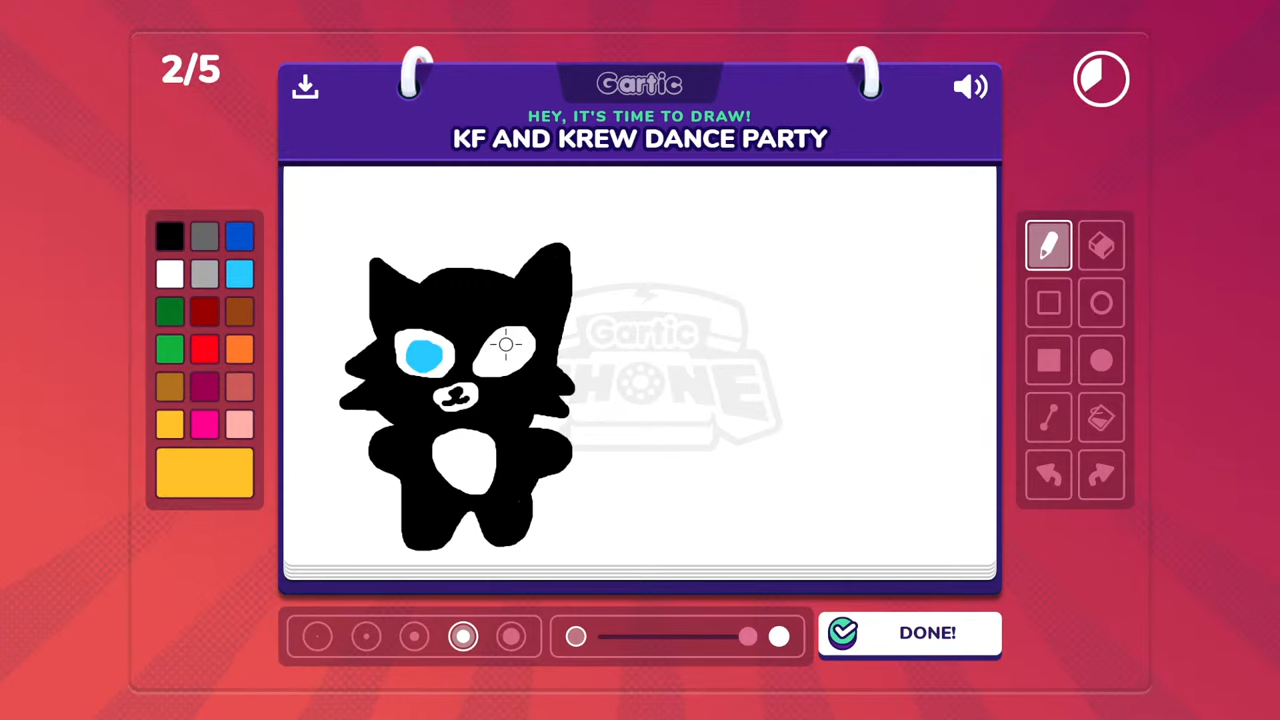 2/5
Gartic
HEY, IT'S TIME TO DRAW!
KF AND KREW DANCE PARTY
Gartic
PHONE
DONE!